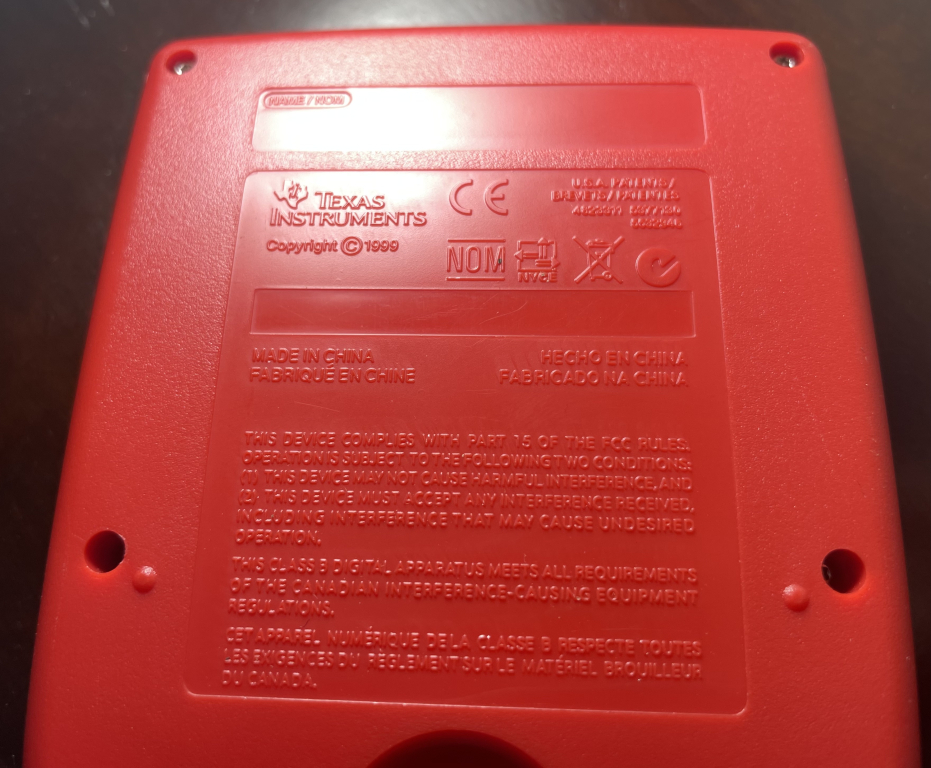 NAME / NOM
TEXAS INSTRUMENTS
Copyright © 1999
CE
U.S.A. PATENTS /
BREVETS / PATENTES
NOM
NYCE
MADE IN CHINA
FABRIQUÉ EN CHINE
HECHO EN CHINA
FABRIGADO NA CHINA
THIS DEVICE COMPLIES WITH PART 15 OF THE FCC RULES.
OPERATION IS SUBJECT TO THE FOLLOWING TWO CONDITIONS:
(1) THIS DEVICE MAY NOT CAUSE HARMFUL INTERFERENCE, AND
(2) THIS DEVICE MUST ACCEPT ANY INTERFERENCE RECEIVED,
INCLUDING INTERFERENCE THAT MAY CAUSE UNDESIRED
OPERATION.
THIS CLASS B DIGITAL APPARATUS MEETS ALL REQUIREMENTS
OF THE CANADIAN INTERFERENCE-CAUSING EQUIPMENT
REGULATIONS.
CET APPAREL NUMÉRIQUE DE LA CLASSE B RESPECTE TOUTES
LES EXIGENCES DU REGLEMENT SUR LE MATÉRIEL BROUILLEUR
DU CANADA.